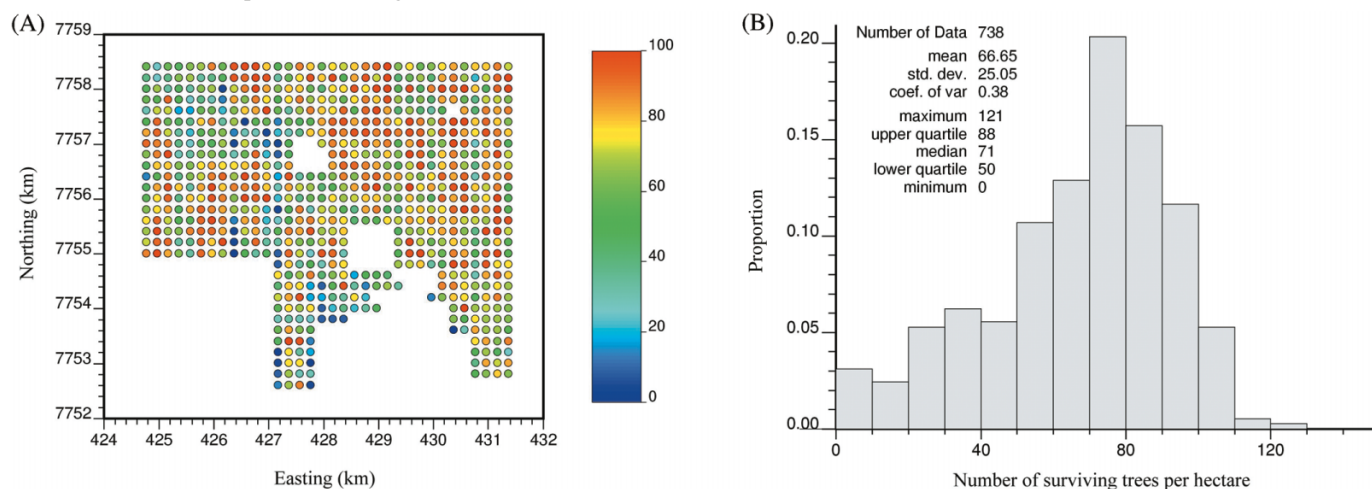 (A)
7759
7758
7757
7756
7755
7754
7753
7752
Northing (km)
424 425 426 427 428 429 430 431 432
Easting (km)
100
80
60
40
20
0
(B)
0.20
0.15
0.10
0.05
0.00
Proportion
Number of Data 738
mean 66.65
std. dev. 25.05
coef. of var 0.38
maximum 121
upper quartile 88
median 71
lower quartile 50
minimum 0
0 40 80 120
Number of surviving trees per hectare